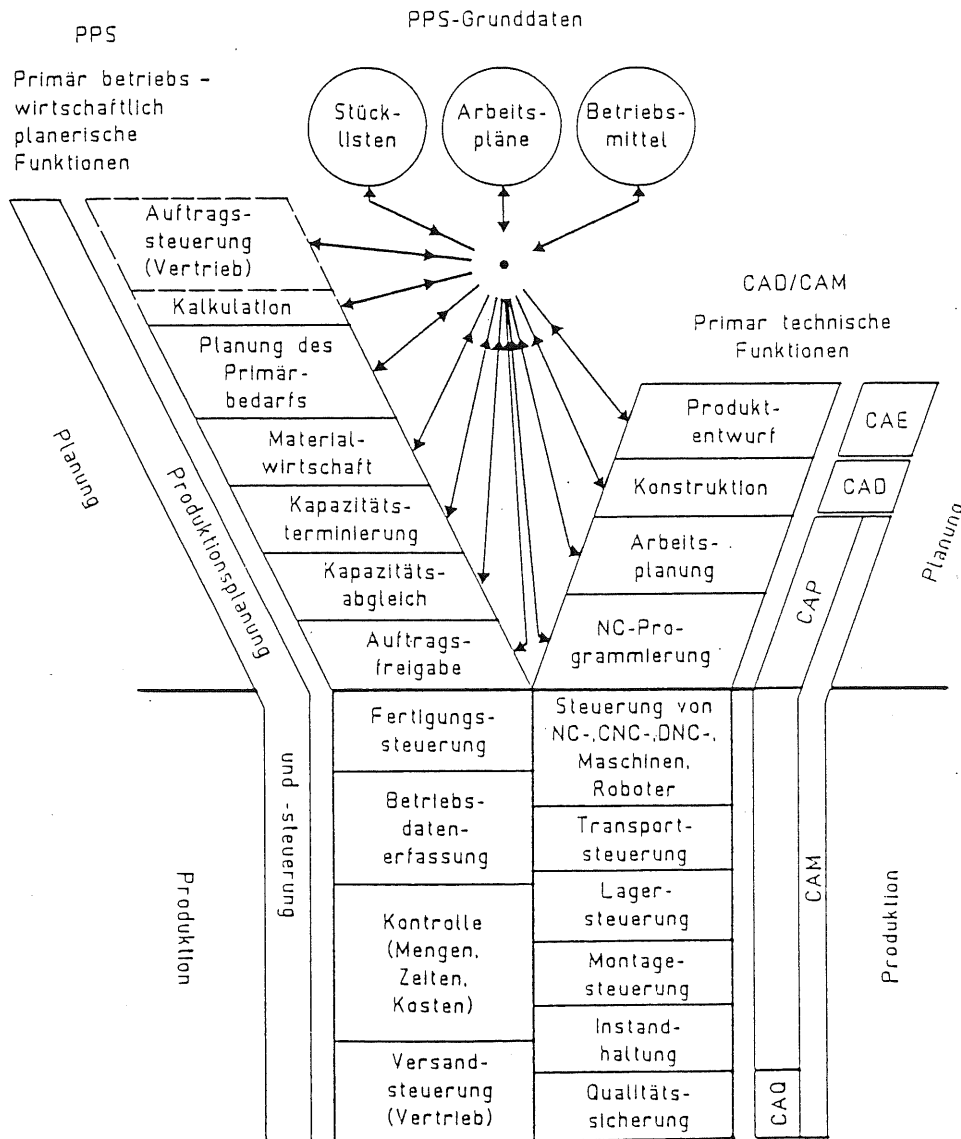 PPS-Grunddaten
PPS
Primär betriebs-
wirtschaftlich
planerische
Funktionen
Stück-
listen
Arbeits-
pläne
Betriebs-
mittel
Auftrags-
steuerung
(Vertrieb)
Kalkulation
Planung des
Primär-
bedarfs
Material-
wirtschaft
Kapazitäts-
terminierung
Kapazitäts-
abgleich
Auftrags-
freigabe
Planung
Produktionsplanung
und -steuerung
CAD/CAM
Primar technische
Funktionen
Produkt-
entwurf
Konstruktion
Arbeits-
planung
NC-Pro-
grammierung
CAE
CAD
CAP
Planung
Fertigungs-
steuerung
Betriebs-
daten-
erfassung
Kontrolle
(Mengen,
Zeiten,
Kosten)
Versand-
steuerung
(Vertrieb)
Steuerung von
NC-,CNC-,DNC-,
Maschinen,
Roboter
Transport-
steuerung
Lager-
steuerung
Montage-
steuerung
Instand-
haltung
Qualitäts-
sicherung
Produktion
CAM
CAQ
Produktion